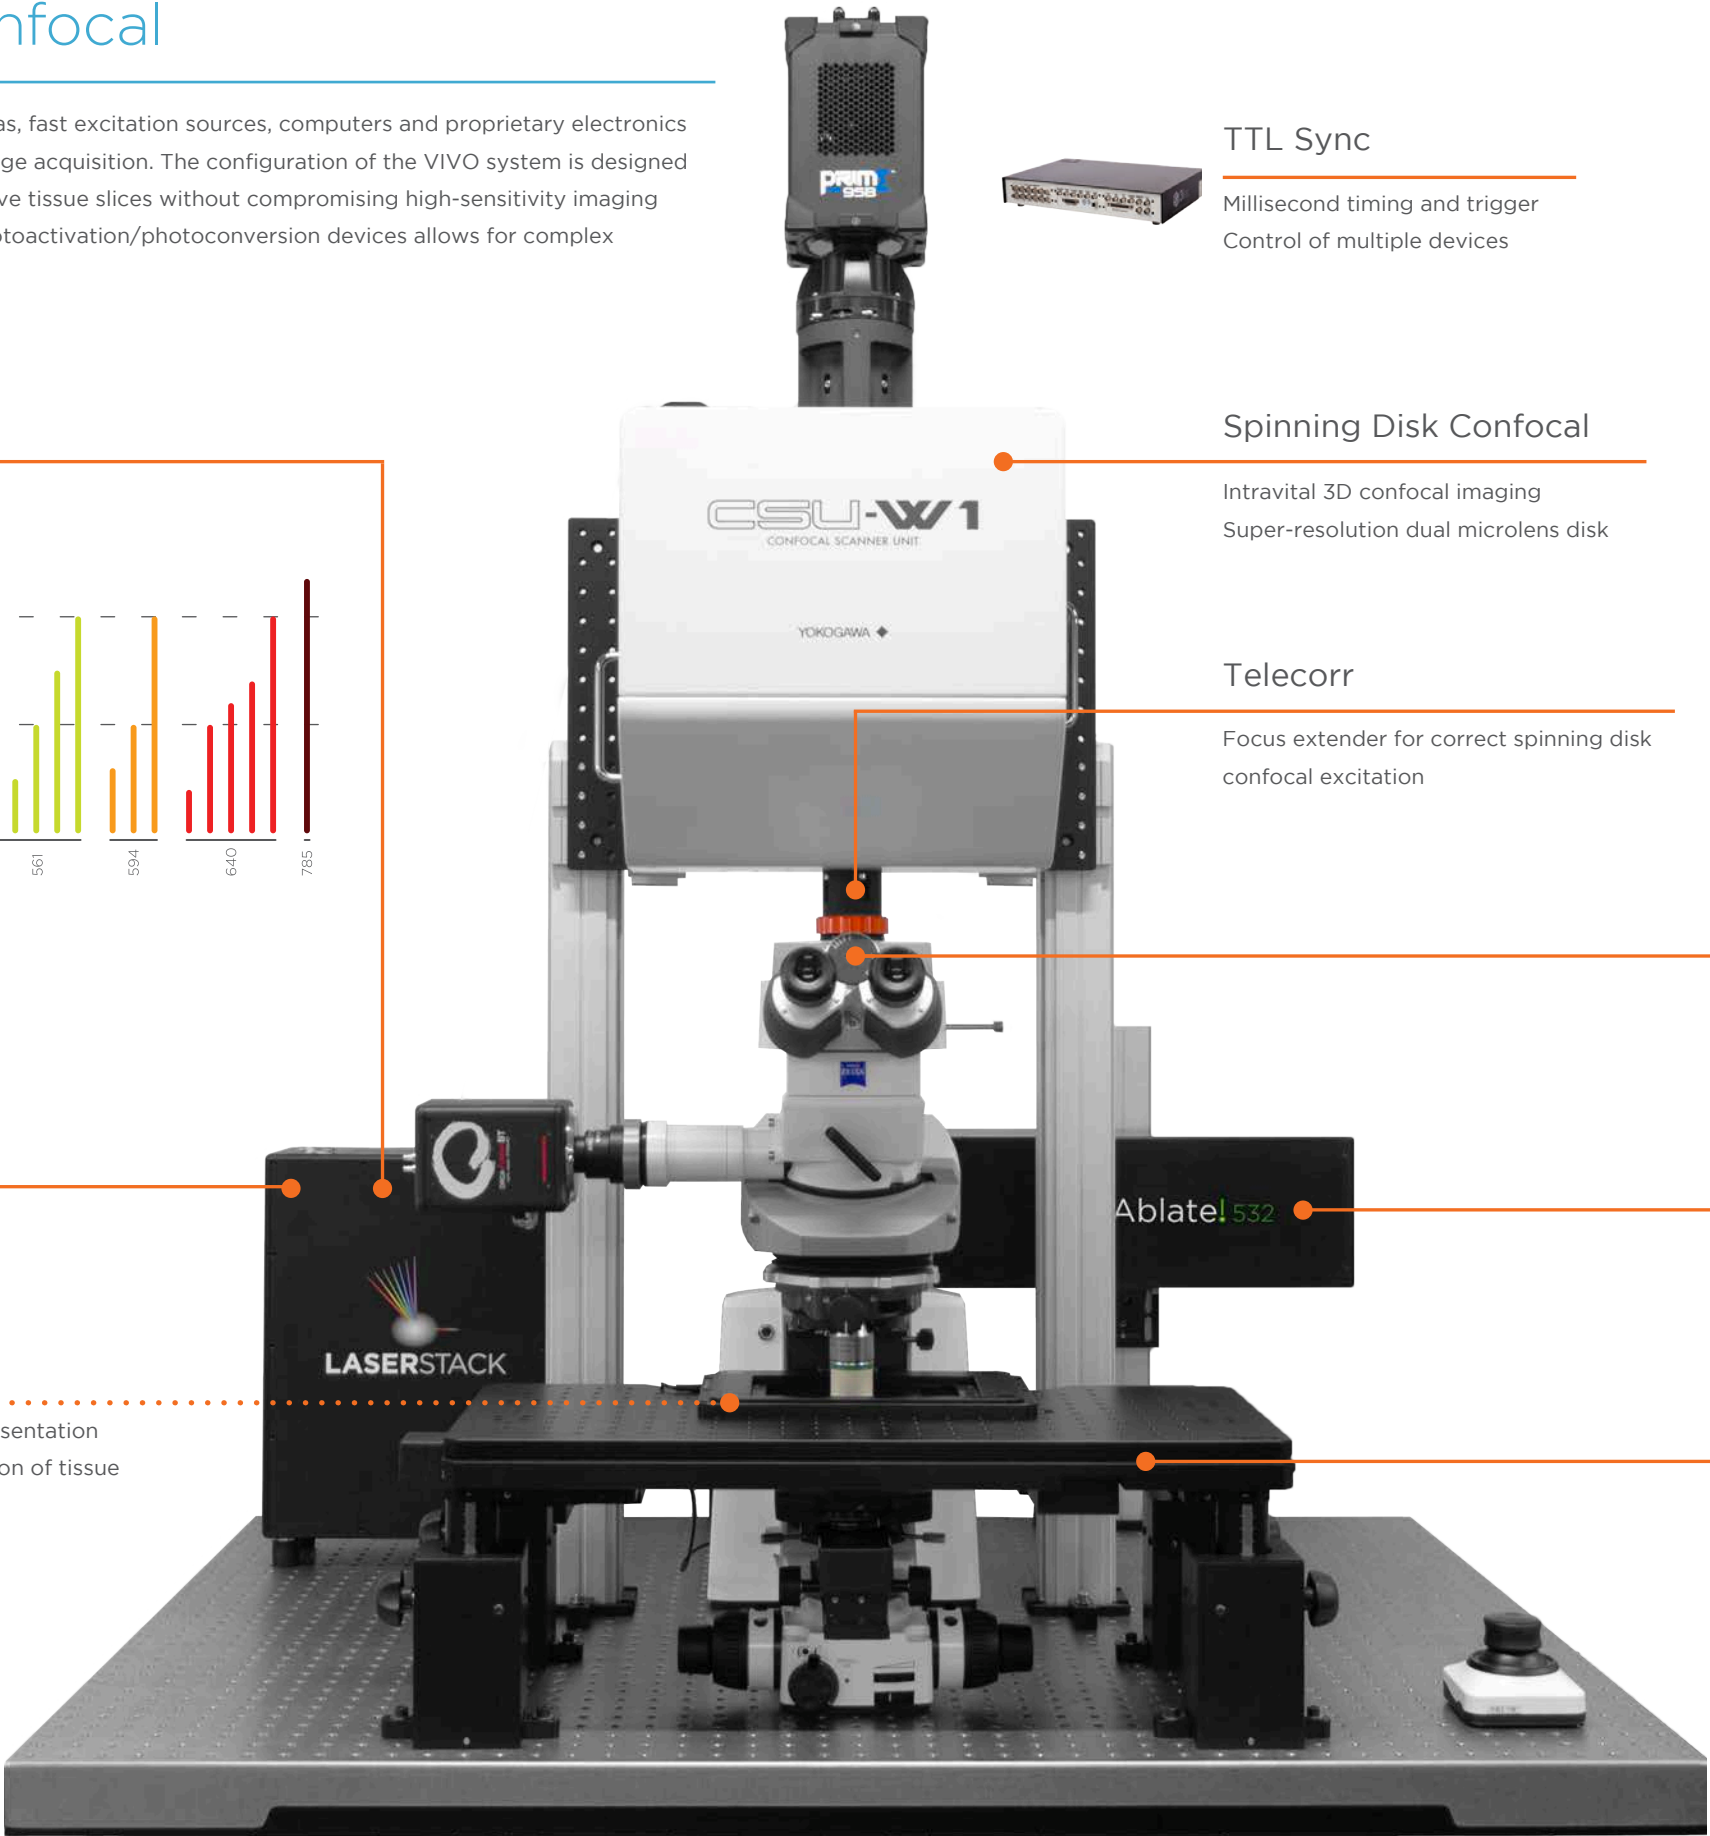 nfocal
as, fast excitation sources, computers and proprietary electronics
ge acquisition. The configuration of the VIVO system is designed
ve tissue slices without compromising high-sensitivity imaging
otoactivation/photoconversion devices allows for complex
PRIME
95B
TTL Sync
Millisecond timing and trigger
Control of multiple devices
Spinning Disk Confocal
Intravital 3D confocal imaging
Super-resolution dual microlens disk
CSU-W1
CONFOCAL SCANNER UNIT
YOKOGAWA
Telecorr
Focus extender for correct spinning disk
confocal excitation
561
594
640
785
ZEISS
Ablate! 532
LASERSTACK
sentation
on of tissue